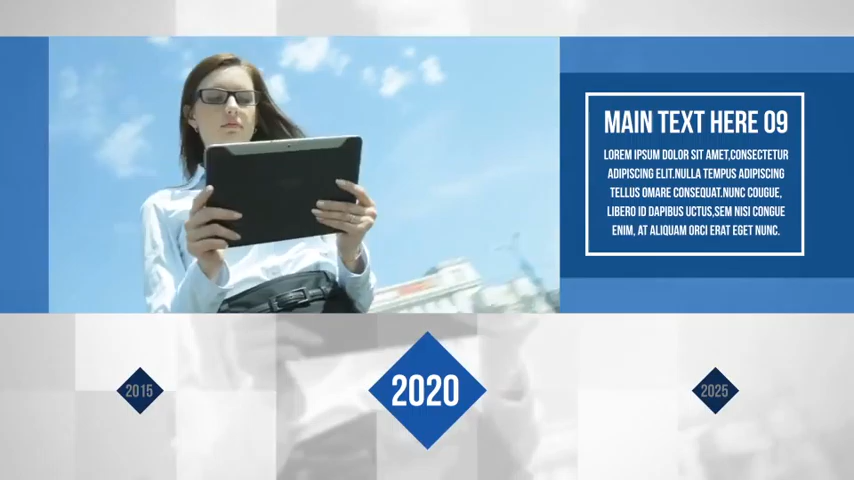 MAIN TEXT HERE 09
LOREM IPSUM DOLOR SIT AMET,CONSECTETUR
ADIPISCING ELIT.NULLA TEMPUS ADIPISCING
TELLUS OMARE CONSEQUAT.NUNC COUGUE,
LIBERO ID DAPIBUS UCTUS,SEM NISI CONGUE
ENIM, AT ALIQUAM ORCI ERAT EGET NUNC.
2015
2020
2025